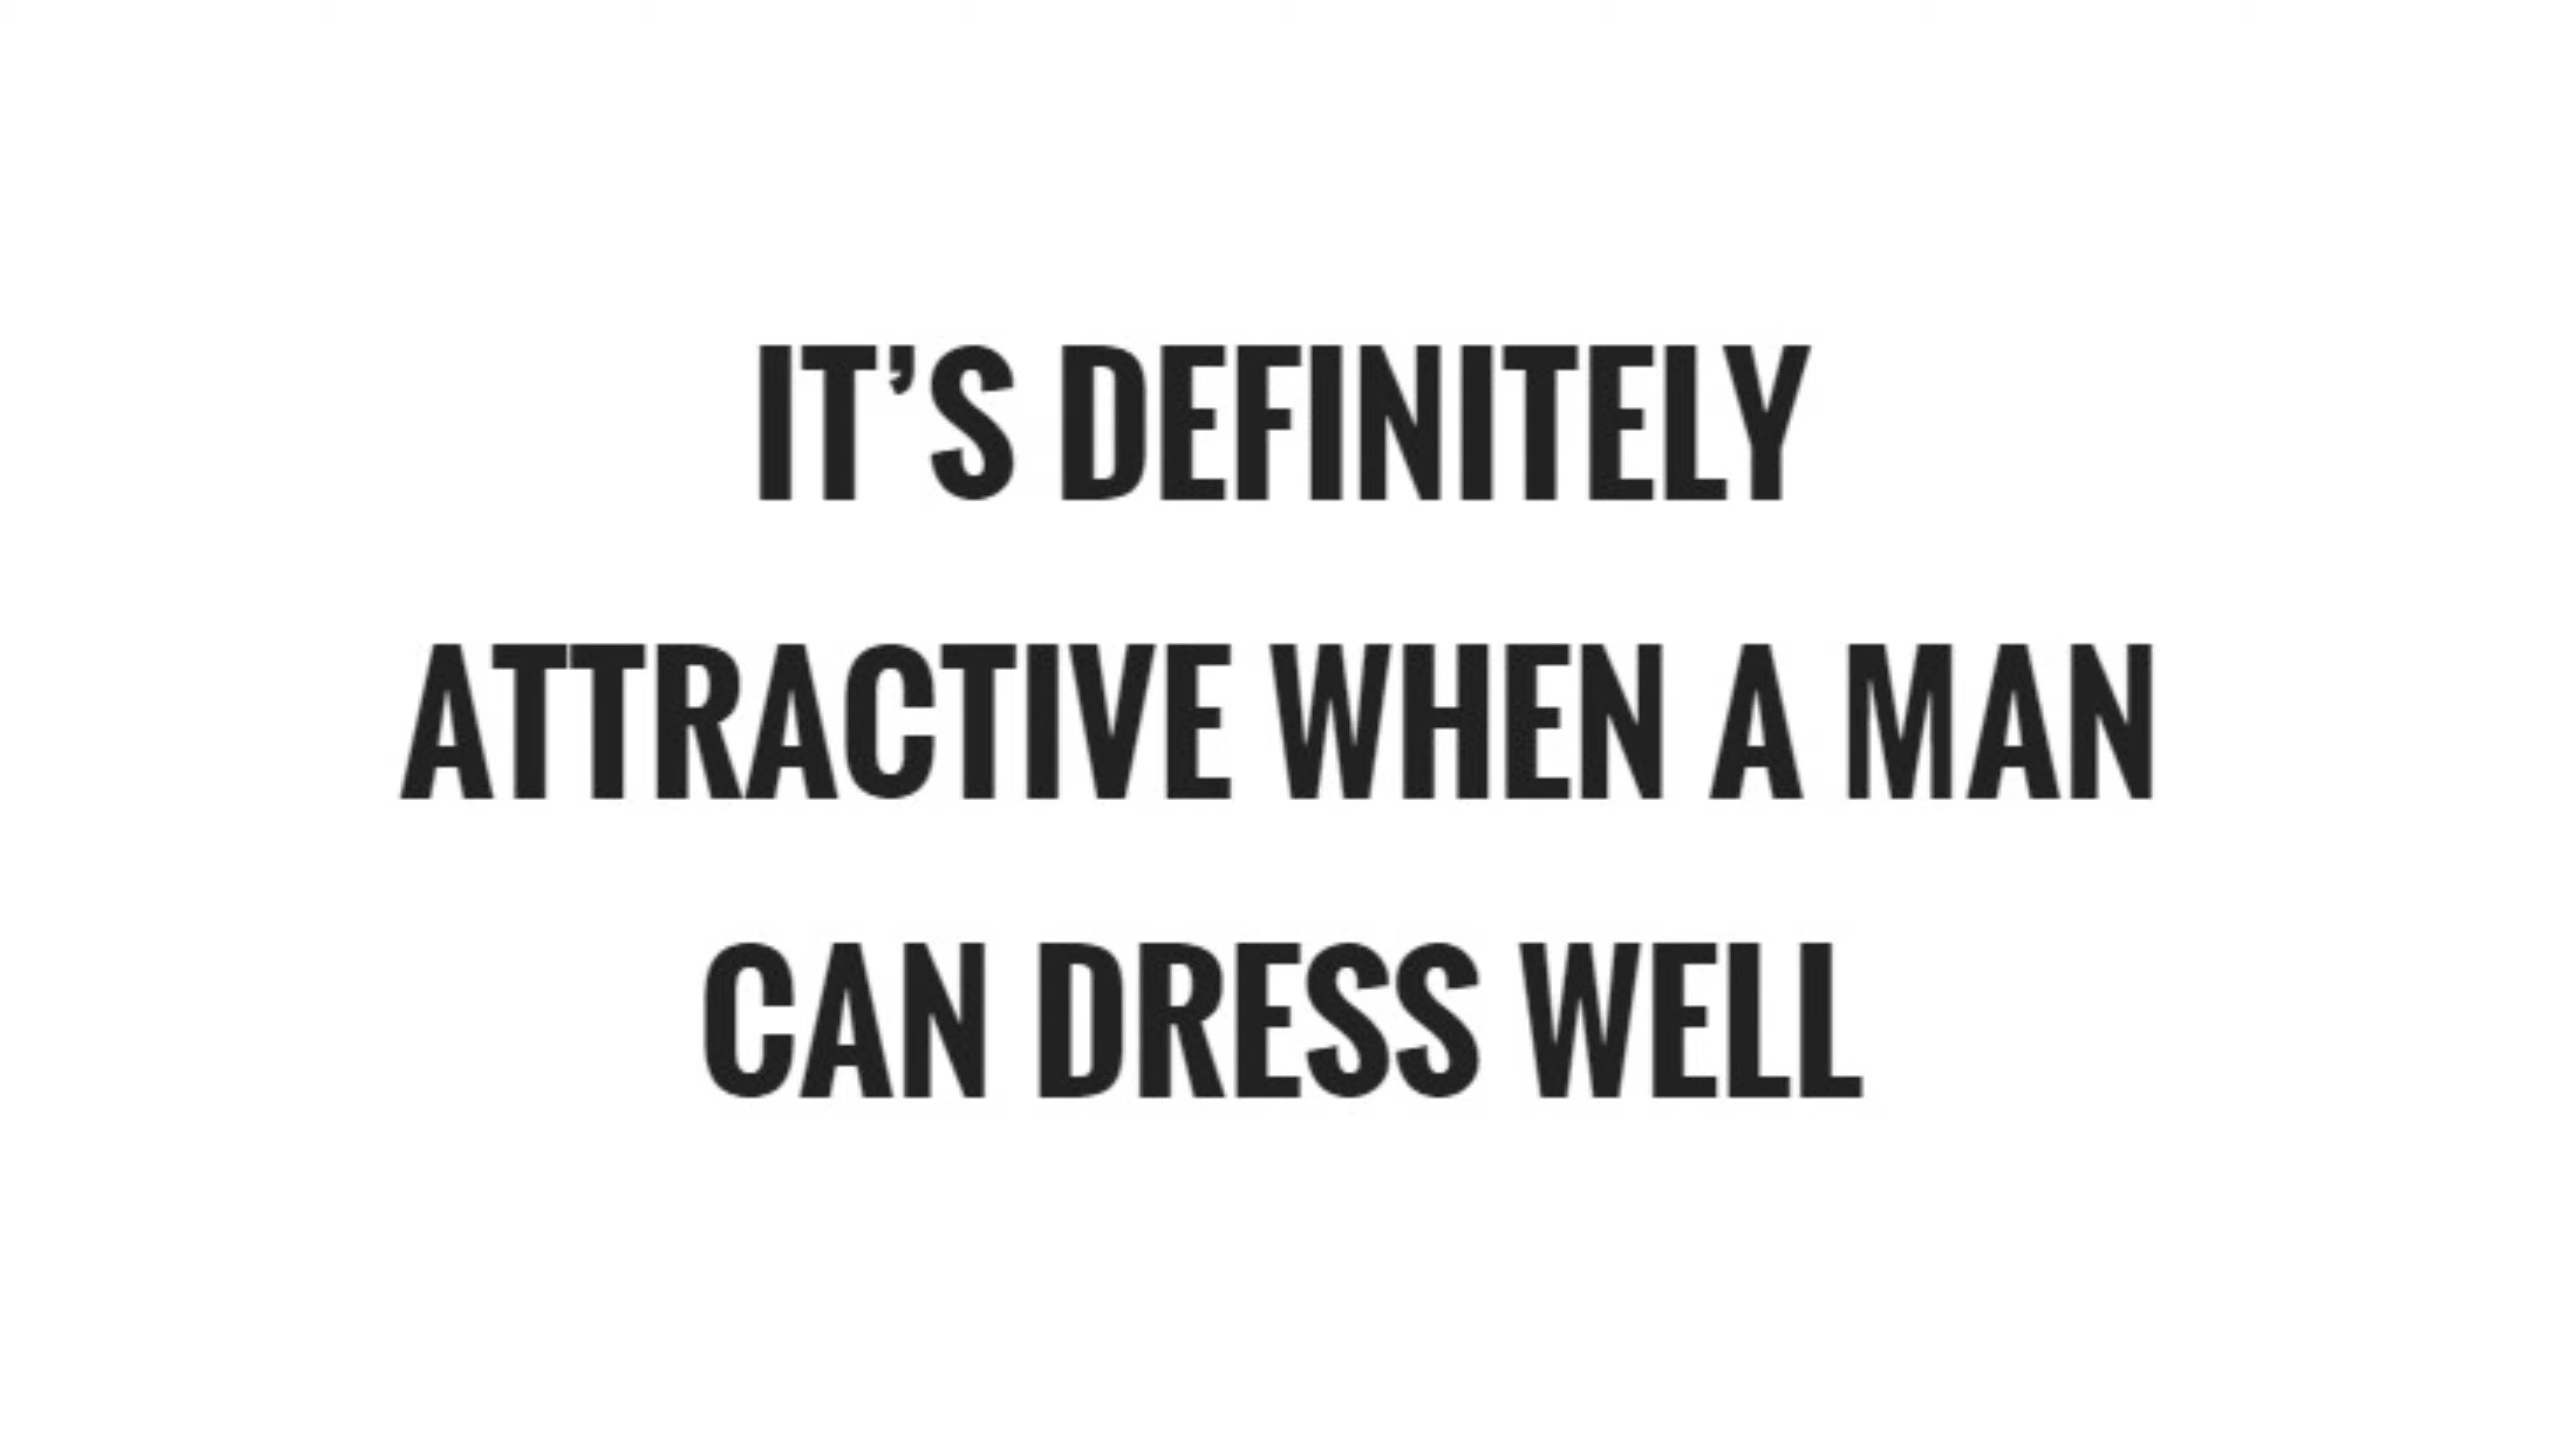 IT’S DEFINITELY
ATTRACTIVE WHEN A MAN
CAN DRESS WELL